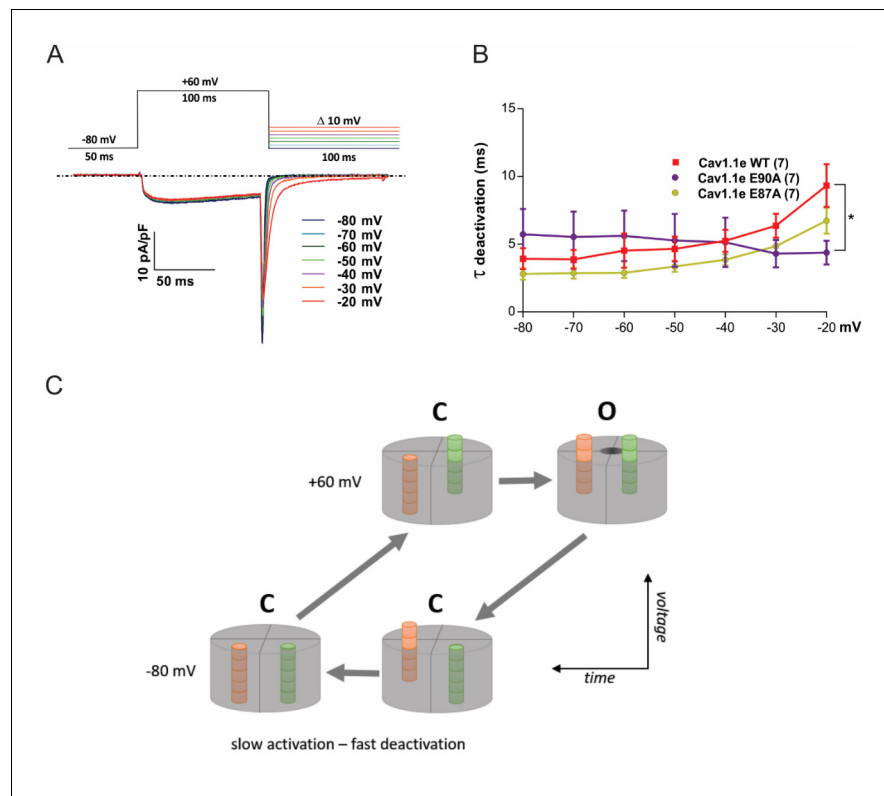 A
+60 mV
100 ms
-80 mV
50 ms
Δ 10 mV
100 ms
10 pA/pF
50 ms
-80 mV
-70 mV
-60 mV
-50 mV
-40 mV
-30 mV
-20 mV
B
τ deactivation (ms)
15
10
5
0
Cav1.1e WT (7)
Cav1.1e E90A (7)
Cav1.1e E87A (7)
*
-80 -70 -60 -50 -40 -30 -20 mV
C
C O
+60 mV
C C
-80 mV
voltage
time
slow activation – fast deactivation